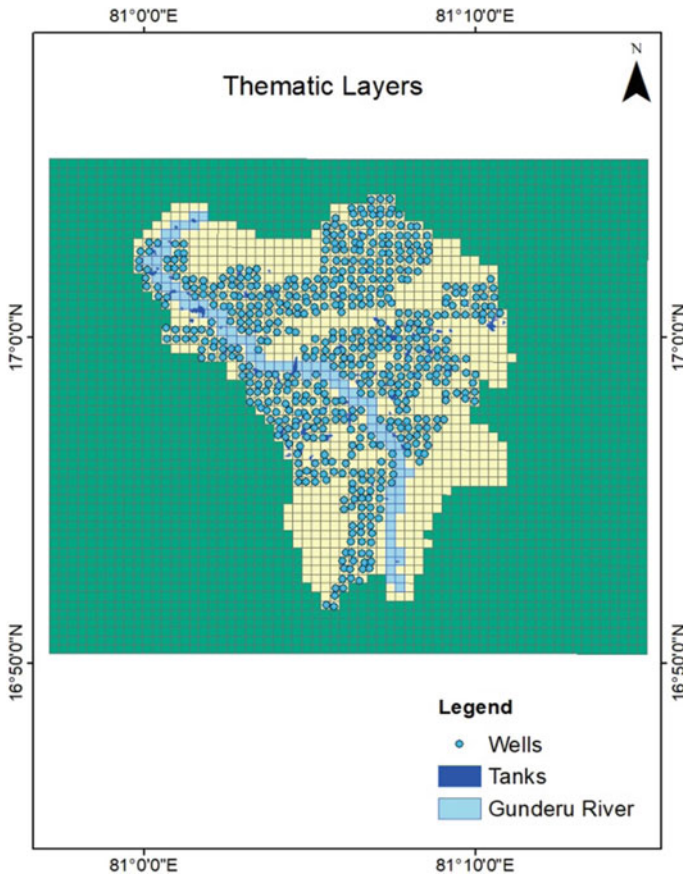 81°0'0"E
81°10'0"E
N
Thematic Layers
17°0'0"N
17°0'0"N
16°50'0"N
16°50'0"N
Legend
Wells
Tanks
Gunderu River
81°0'0"E
81°10'0"E